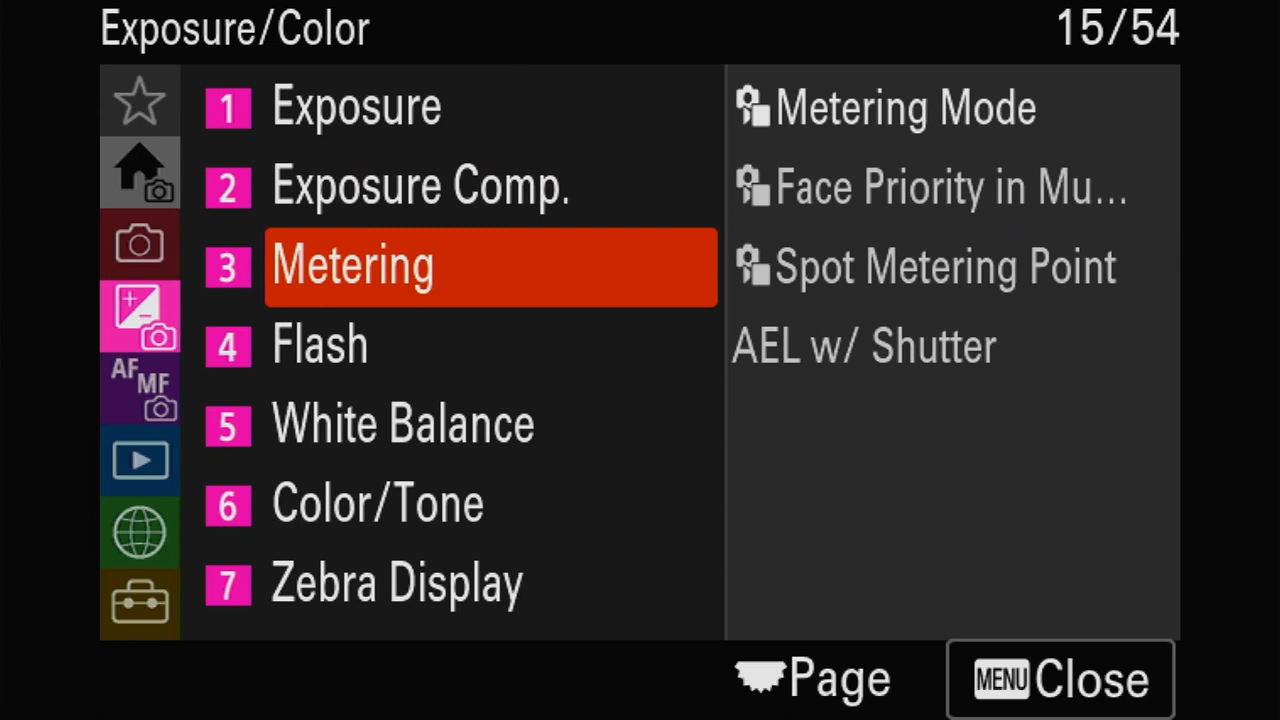 Exposure/Color
15/54
1 Exposure
2 Exposure Comp.
3 Metering
4 Flash
5 White Balance
6 Color/Tone
7 Zebra Display
AF MF
Metering Mode
Face Priority in Mu...
Spot Metering Point
AEL w/ Shutter
Page
MENU Close